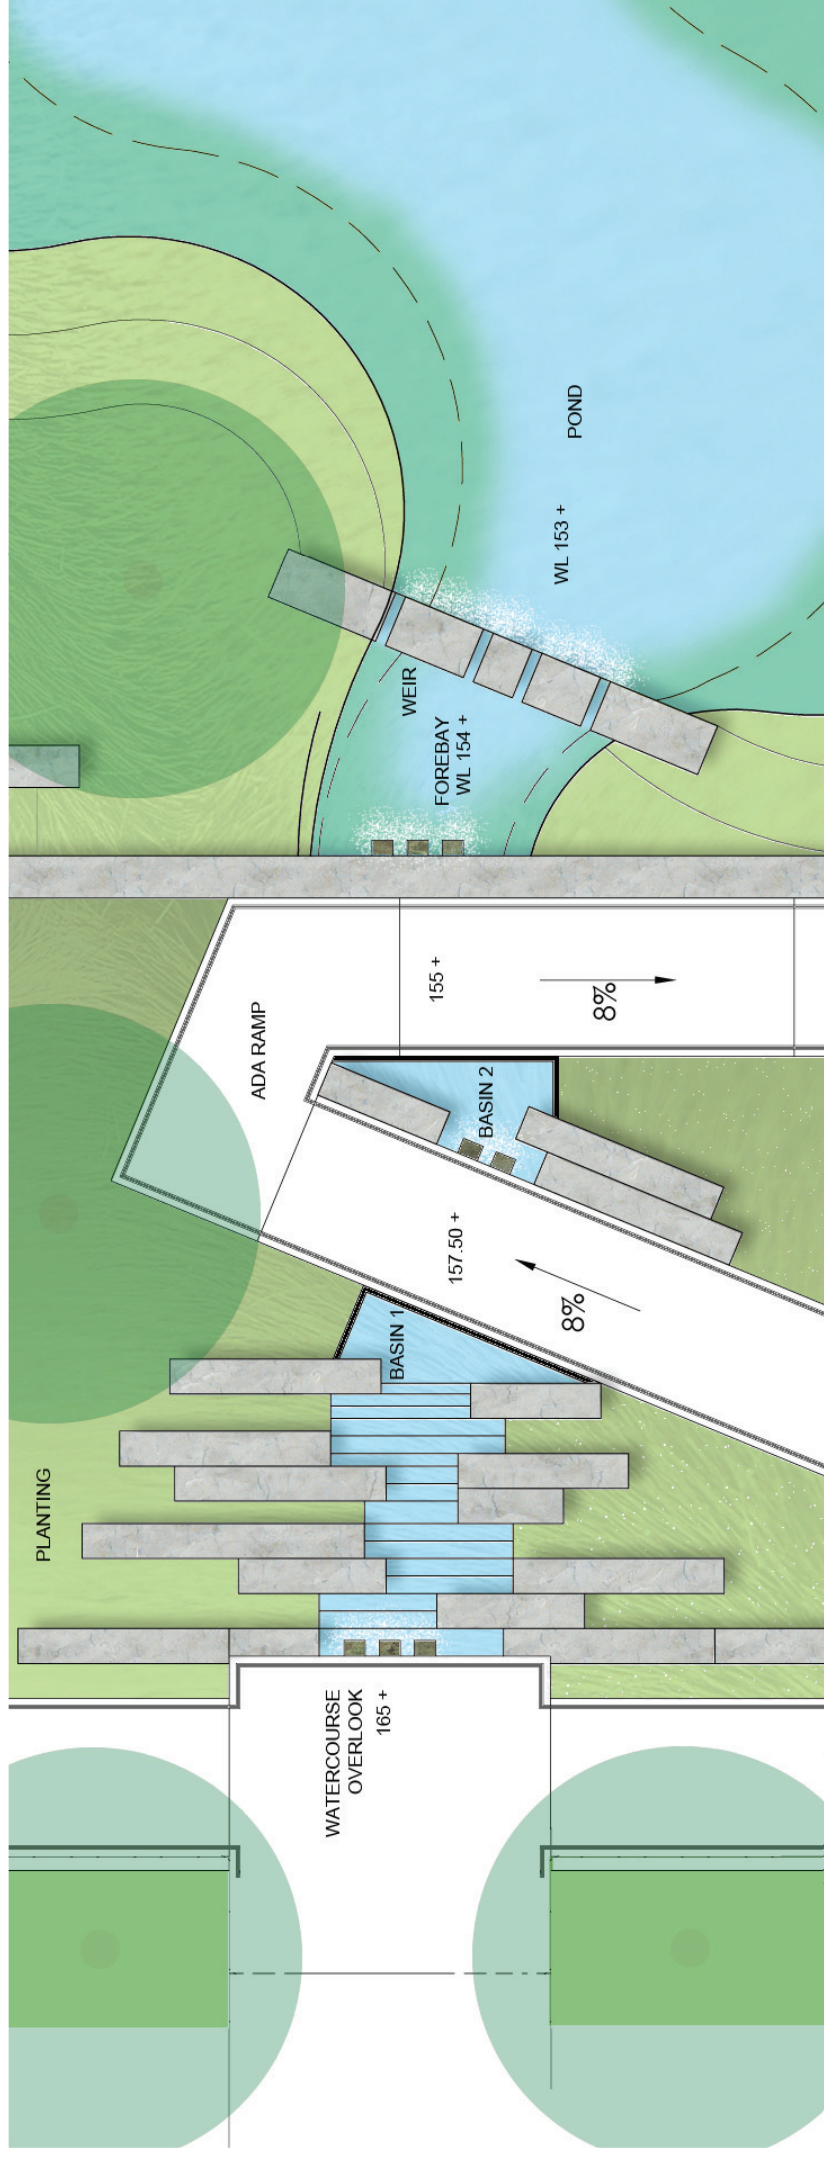 POND
WL 153 +
WEIR
FOREBAY
WL 154 +
155 +
8%
ADA RAMP
BASIN 2
157.50 +
8%
BASIN 1
PLANTING
WATERCOURSE
OVERLOOK
165 +